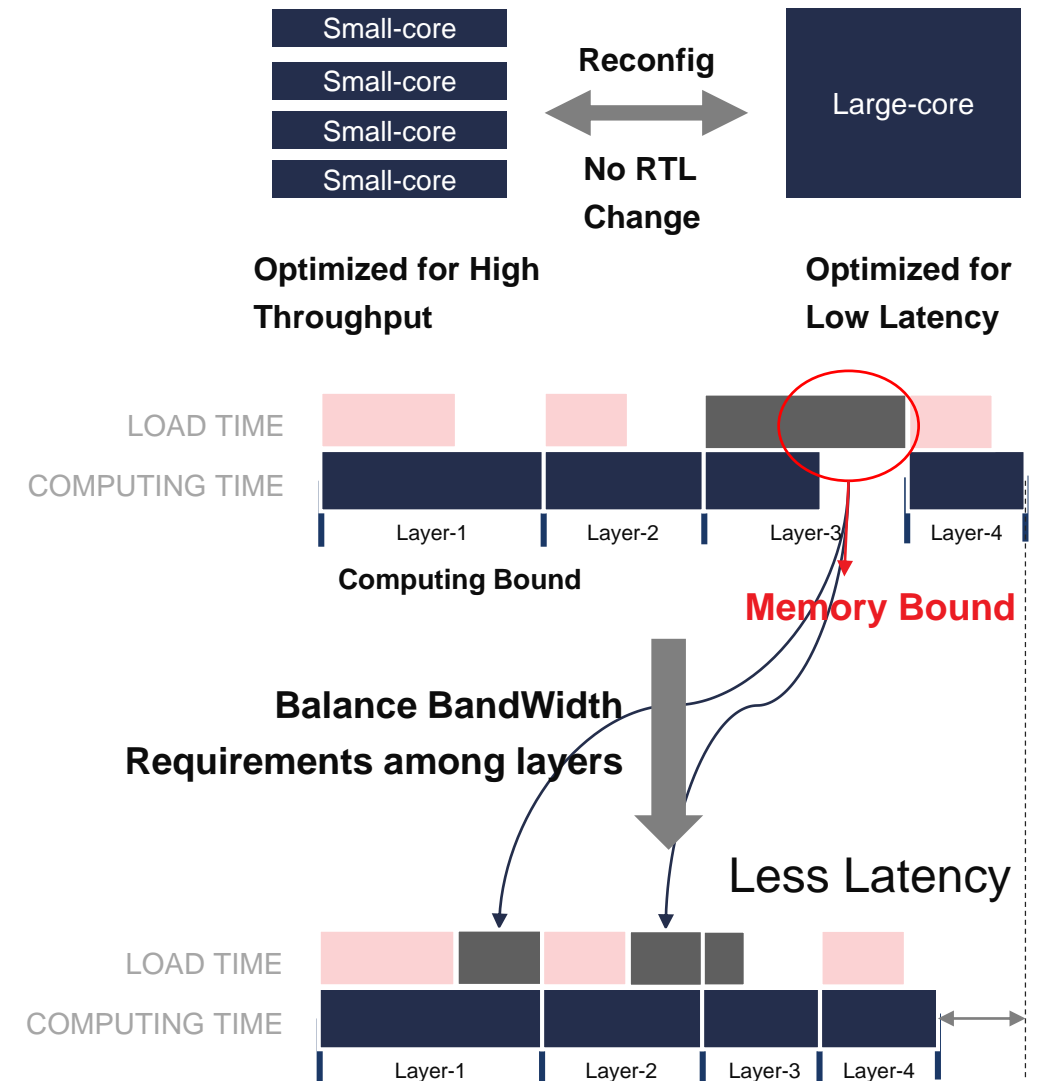 Small-core
Small-core
Small-core
Small-core
Reconfig
No RTL
Change
Large-core
Optimized for High
Throughput
Optimized for
Low Latency
LOAD TIME
COMPUTING TIME
Layer-1
Layer-2
Layer-3
Layer-4
Computing Bound
Memory Bound
Balance BandWidth
Requirements among layers
Less Latency
LOAD TIME
COMPUTING TIME
Layer-1
Layer-2
Layer-3
Layer-4